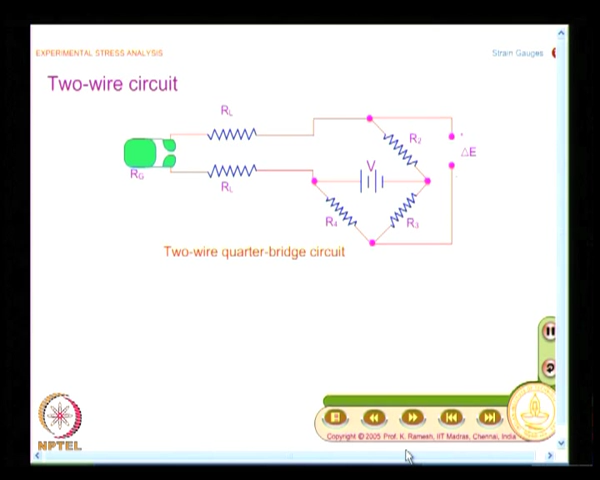 EXPERIMENTAL STRESS ANALYSIS
Strain Gauges
Two-wire circuit
RL
R2
ΔE
V
RG
RL
R4
R3
Two-wire quarter-bridge circuit
NPTEL
Copyright © 2005 Prof. K. Ramesh, IIT Madras, Chennai, India